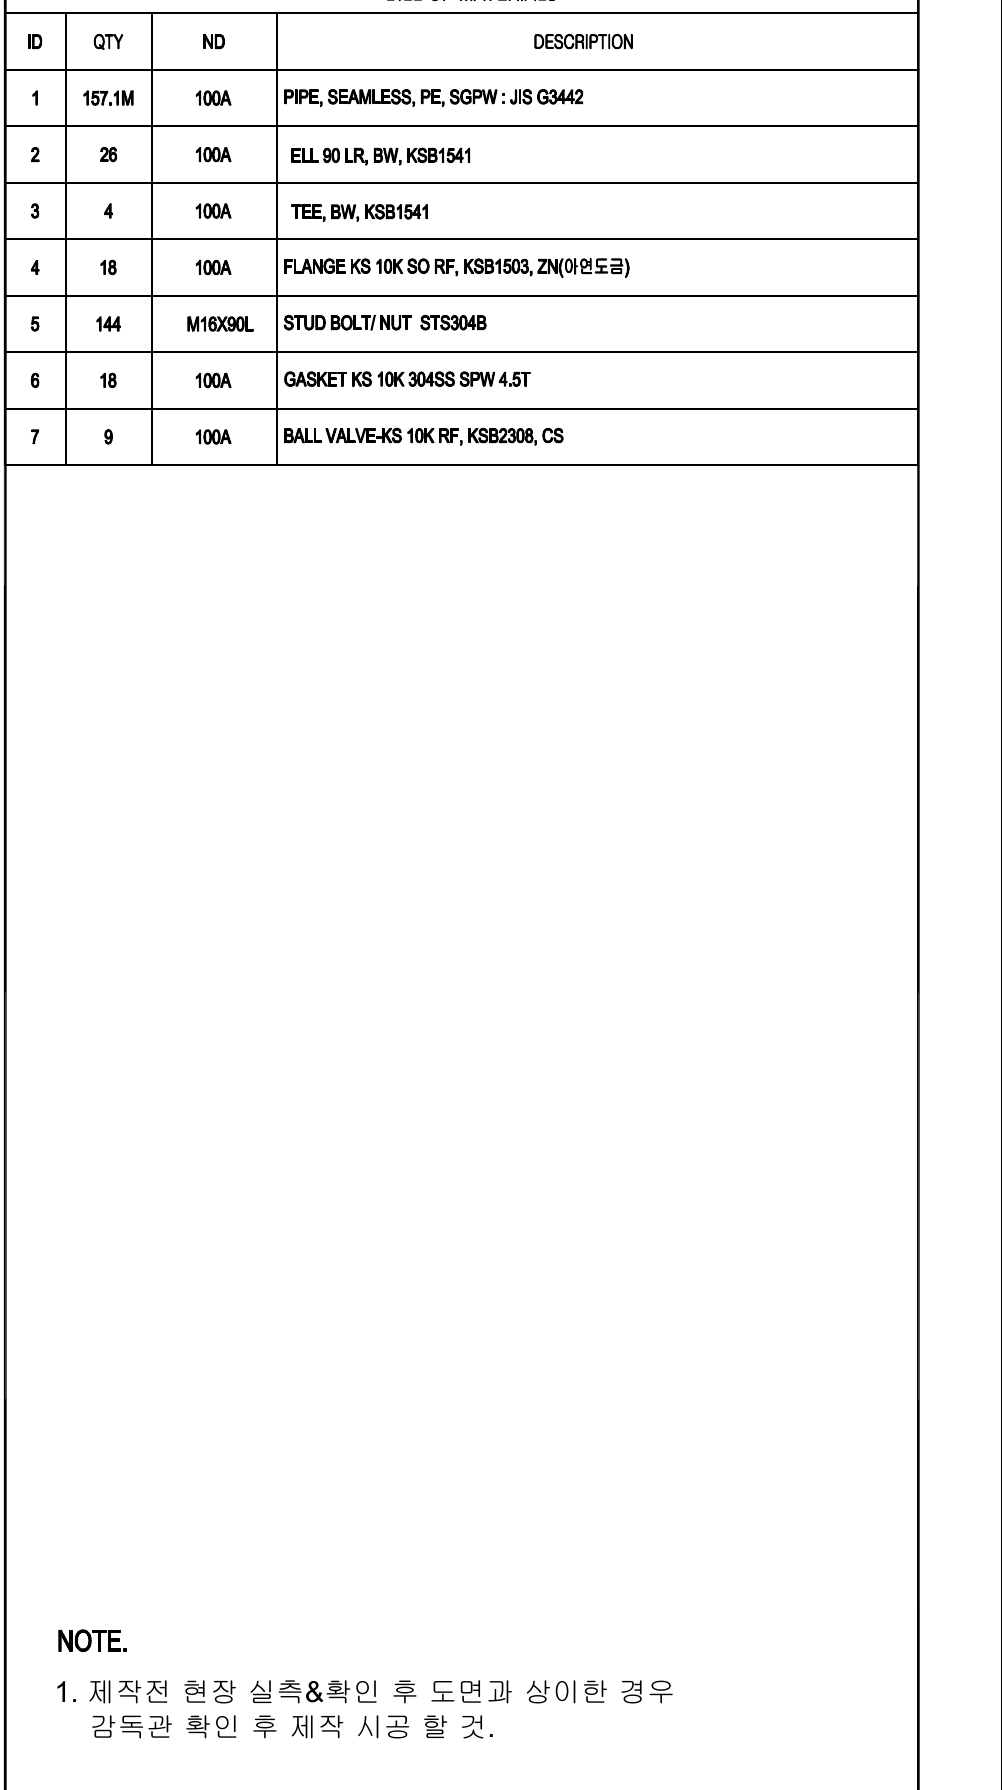 ID QTY ND DESCRIPTION
1 157.1M 100A PIPE, SEAMLESS, PE, SGPW : JIS G3442
2 26 100A ELL 90 LR, BW, KSB1541
3 4 100A TEE, BW, KSB1541
4 18 100A FLANGE KS 10K SO RF, KSB1503, ZN(아연도금)
5 144 M16X90L STUD BOLT/ NUT STS304B
6 18 100A GASKET KS 10K 304SS SPW 4.5T
7 9 100A BALL VALVE-KS 10K RF, KSB2308, CS
NOTE.
1. 제작전 현장 실측&확인 후 도면과 상이한 경우
감독관 확인 후 제작 시공 할 것.